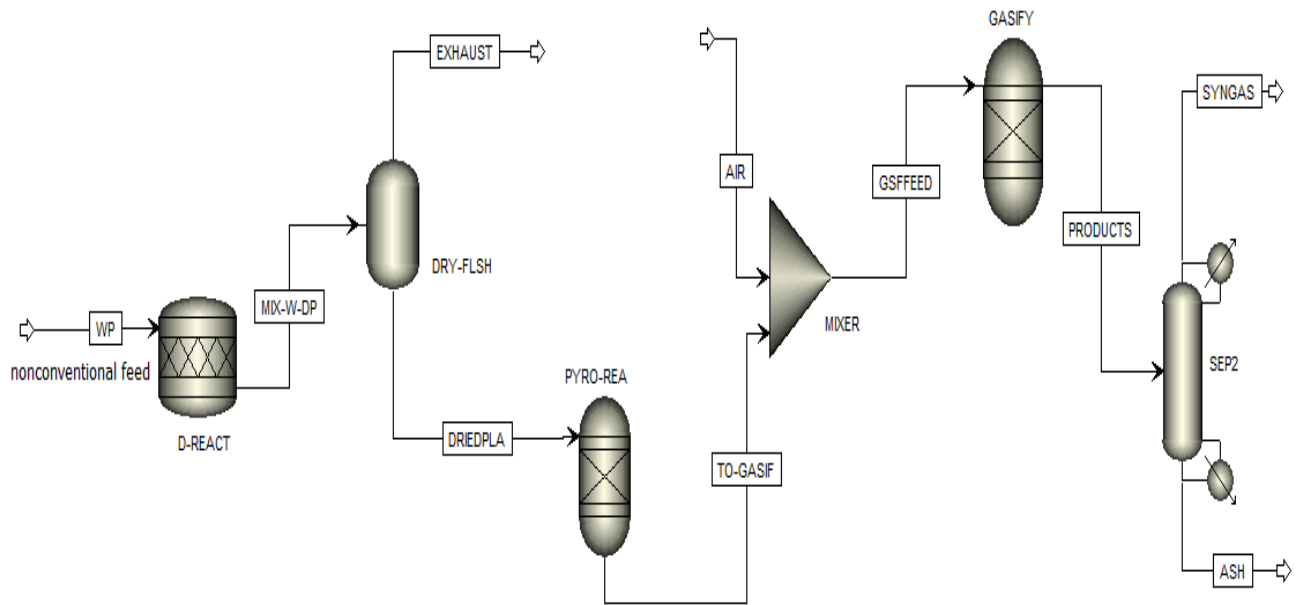 GASIFY
EXHAUST
SYNGAS
AIR
GSFFEED
PRODUCTS
DRY-FLSH
MIX-W-DP
WP
nonconventional feed
MIXER
SEP2
PYRO-REA
D-REACT
DRIEDPLA
TO-GASIF
ASH